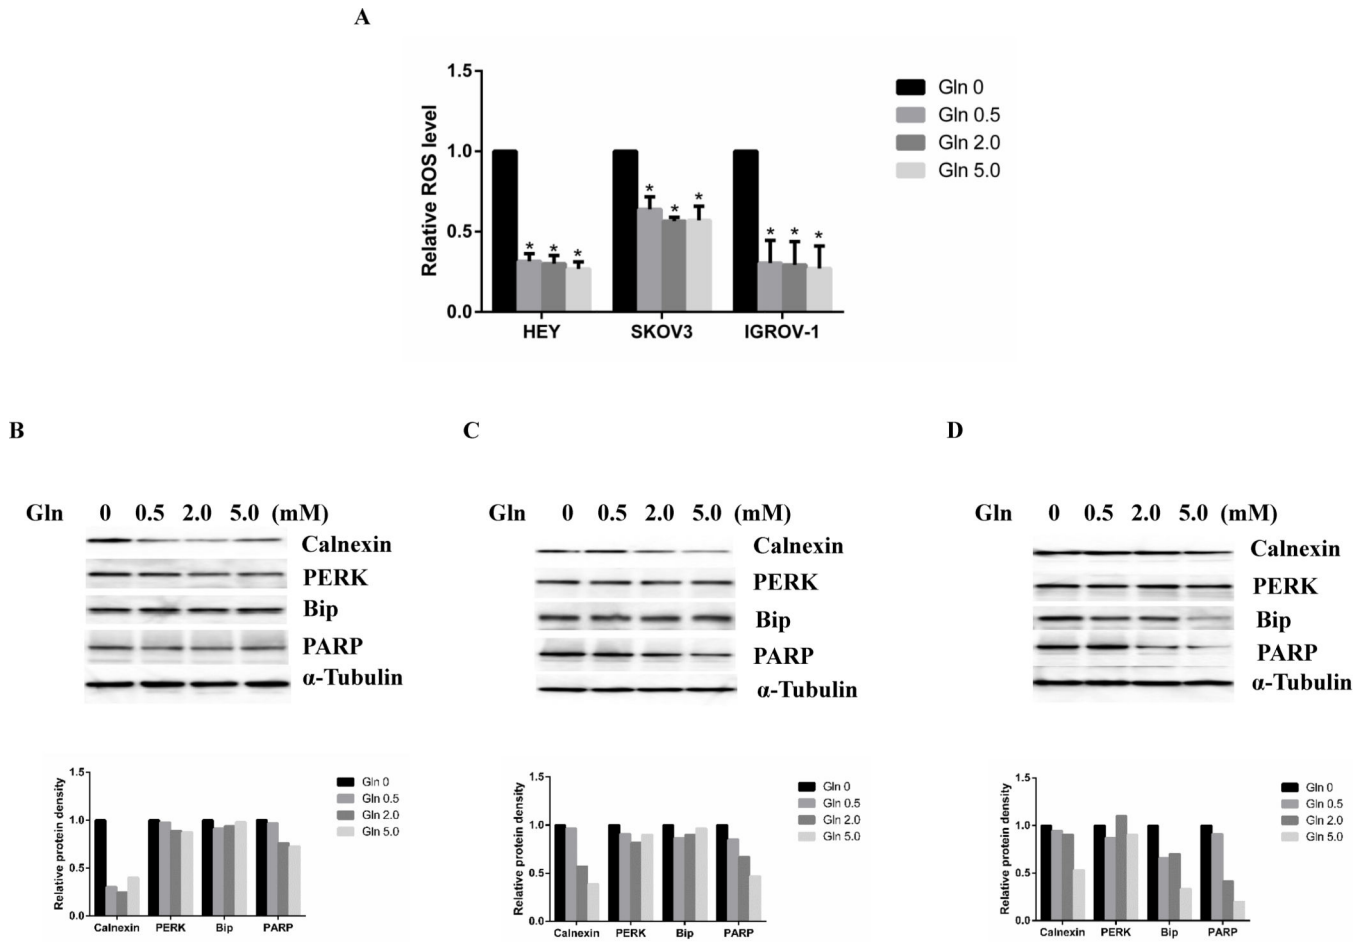 A
1.5
1.0
0.5
0.0
Relative ROS level
HEY SKOV3 IGROV-1
* * *
* * *
* * *
Gln 0
Gln 0.5
Gln 2.0
Gln 5.0
B
Gln 0 0.5 2.0 5.0 (mM)
Calnexin
PERK
Bip
PARP
α-Tubulin
1.5
1.0
0.5
0.0
Relative protein density
Calnexin PERK Bip PARP
Gln 0
Gln 0.5
Gln 2.0
Gln 5.0
C
Gln 0 0.5 2.0 5.0 (mM)
Calnexin
PERK
Bip
PARP
α-Tubulin
1.5
1.0
0.5
0.0
Relative protein density
Calnexin PERK Bip PARP
Gln 0
Gln 0.5
Gln 2.0
Gln 5.0
D
Gln 0 0.5 2.0 5.0 (mM)
Calnexin
PERK
Bip
PARP
α-Tubulin
1.5
1.0
0.5
0.0
Relative protein density
Calnexin PERK Bip PARP
Gln 0
Gln 0.5
Gln 2.0
Gln 5.0